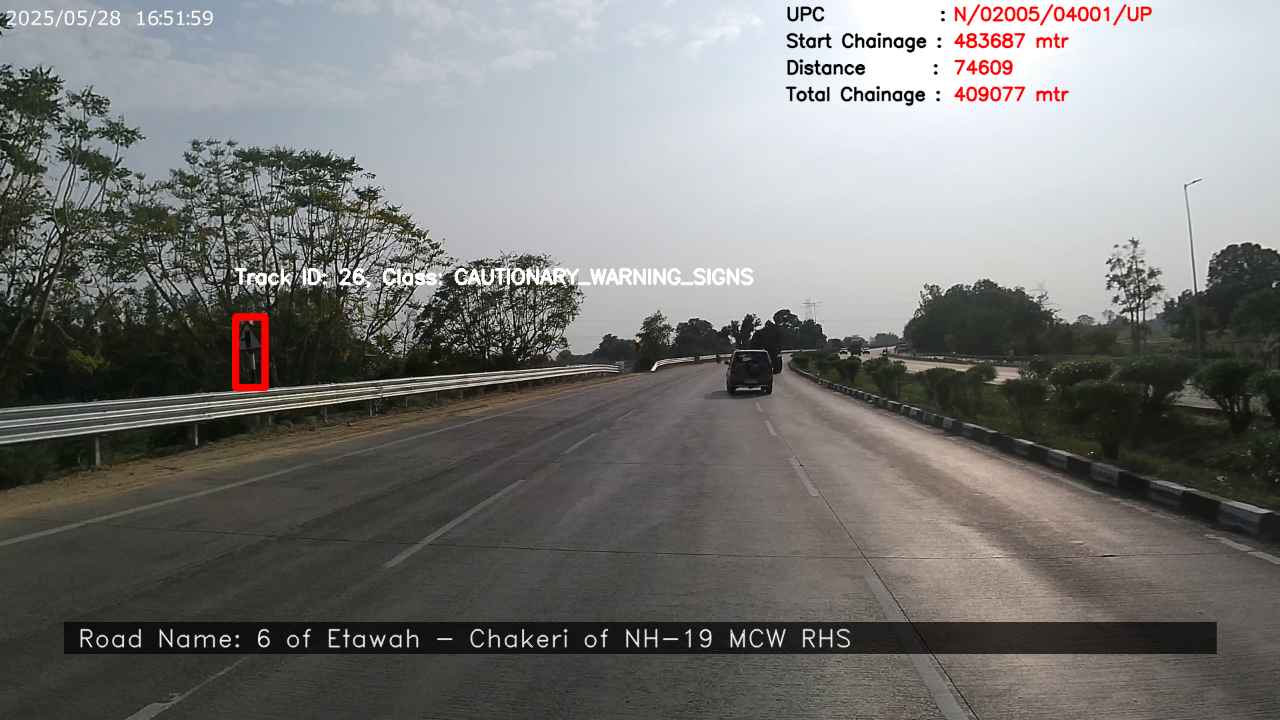 2025/05/28 16:51:59
UPC : N/02005/04001/UP
Start Chainage : 483687 mtr
Distance : 74609
Total Chainage : 409077 mtr
Track ID: 26, Class: CAUTIONARY_WARNING_SIGNS
Road Name: 6 of Etawah - Chakeri of NH-19 MCW RHS